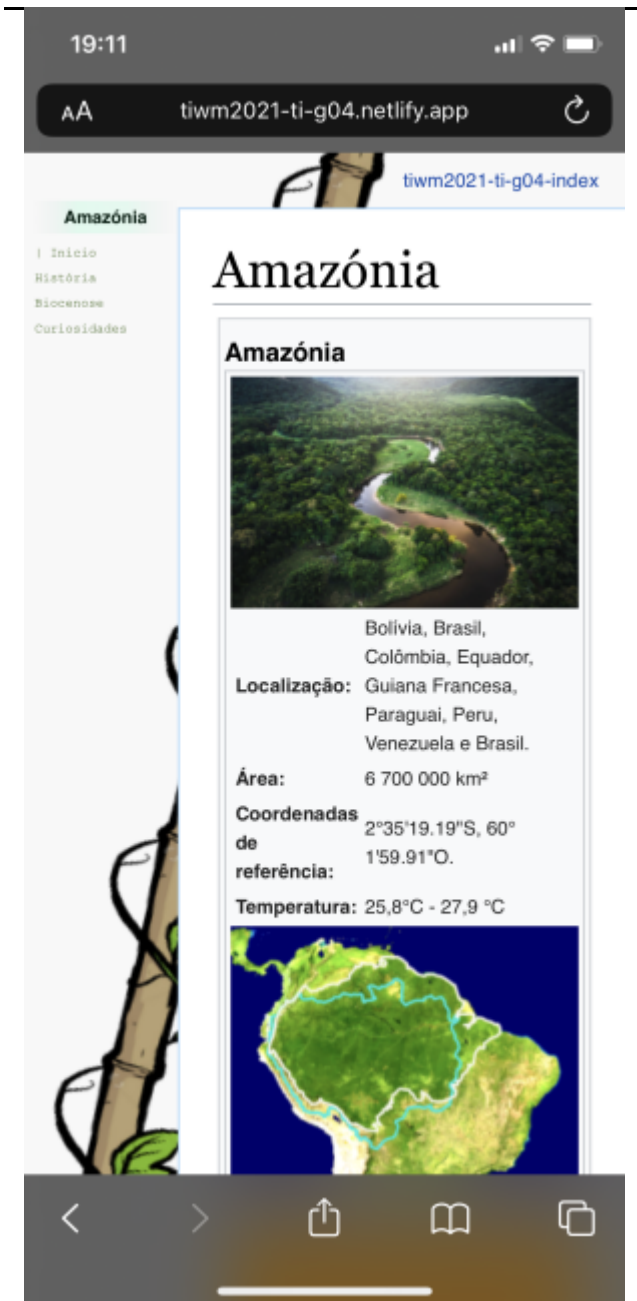 19:11
AA tiwm2021-ti-g04.netlify.app
tiwm2021-ti-g04-index
Amazónia
| Início
História
Biocenose
Curiosidades
Amazónia
Amazónia
Localização:
Bolívia, Brasil,
Colômbia, Equador,
Guiana Francesa,
Paraguai, Peru,
Venezuela e Brasil.
Área: 6 700 000 km²
Coordenadas
de
referência:
2°35'19.19"S, 60°
1'59.91"O.
Temperatura: 25,8°C - 27,9 °C